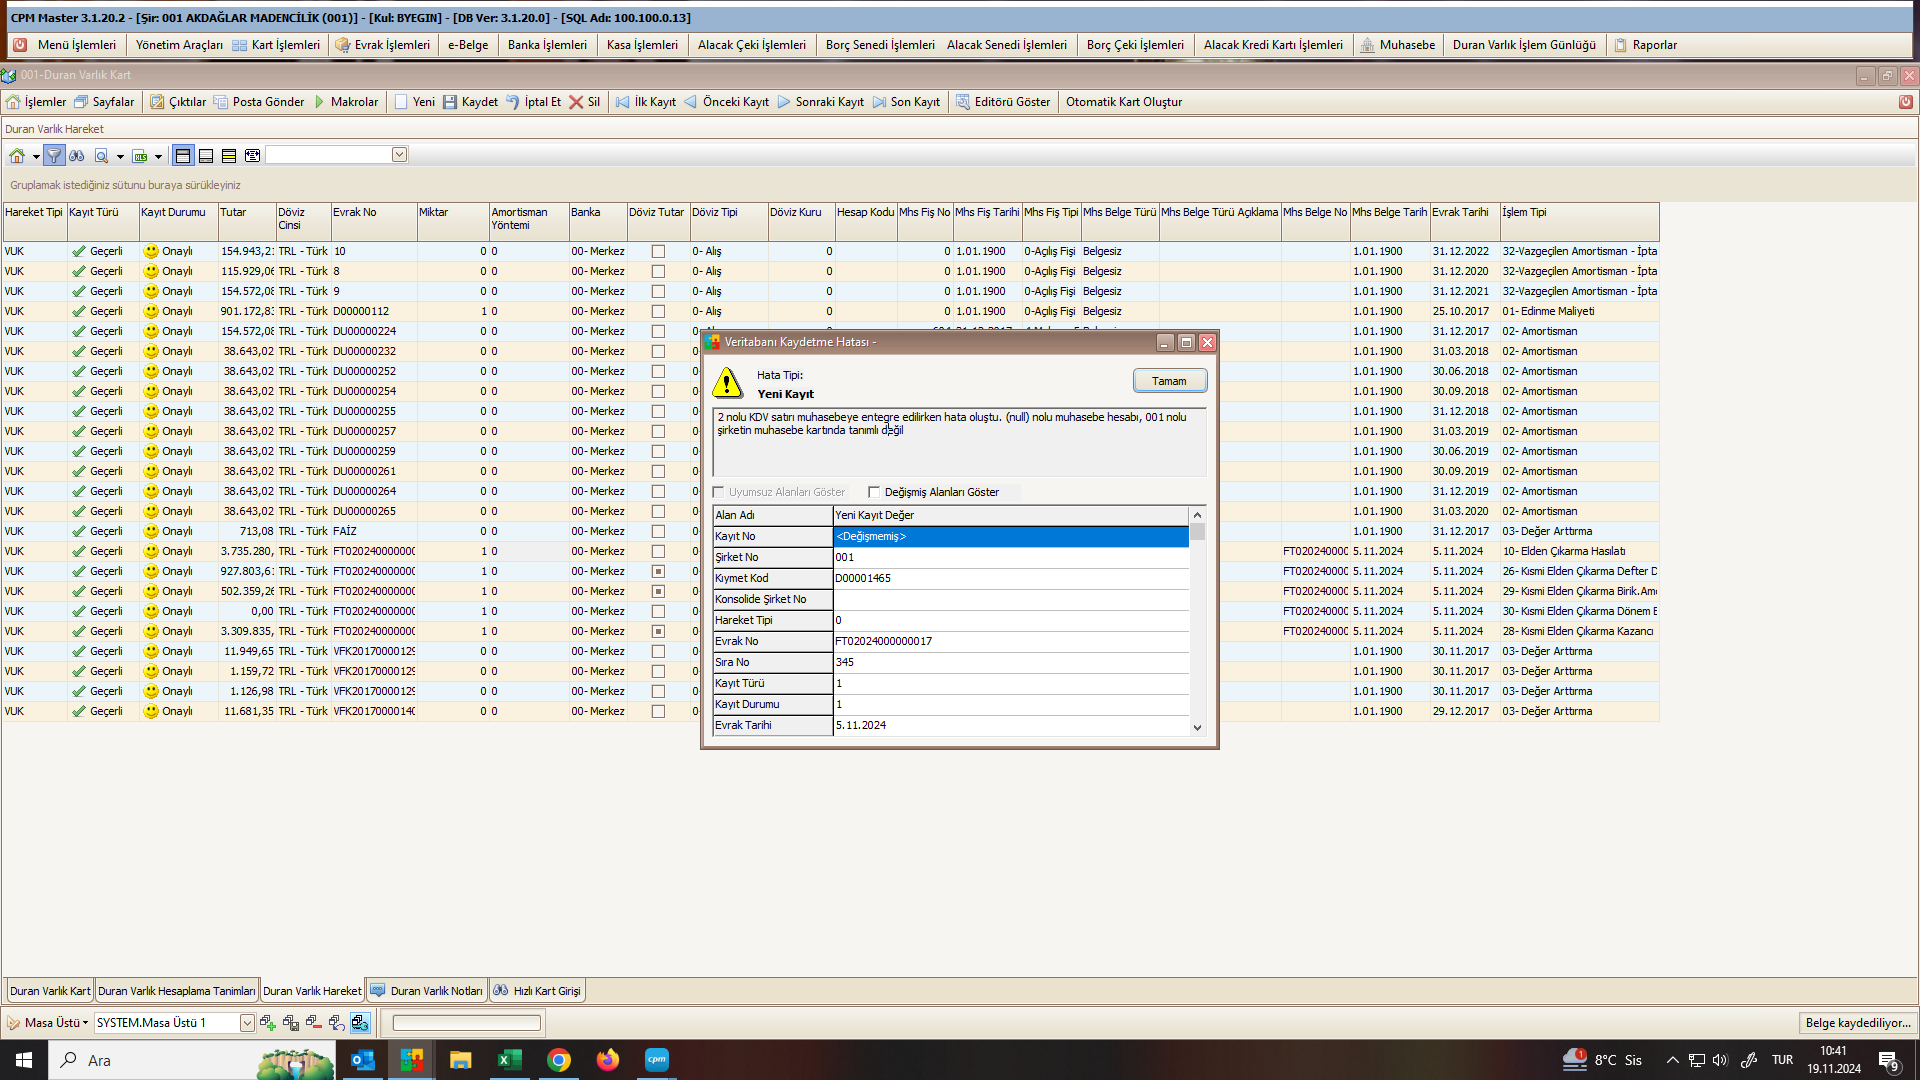 CPM Master 3.1.20.2 - [Şir: 001 AKDAĞLAR MADENCİLİK (001)] - [Kul: BYEGIN] - [DB Ver: 3.1.20.0] - [SQL Adı: 100.100.0.13]
Menü İşlemleri Yönetim Araçları Kart İşlemleri Evrak İşlemleri e-Belge Banka İşlemleri Kasa İşlemleri Alacak Çeki İşlemleri Borç Senedi İşlemleri Alacak Senedi İşlemleri Borç Çeki İşlemleri Alacak Kredi Kartı İşlemleri Muhasebe Duran Varlık İşlem Günlüğü Raporlar
001-Duran Varlık Kart
İşlemler Sayfalar Çıktılar Posta Gönder Makrolar Yeni Kaydet İptal Et Sil İlk Kayıt Önceki Kayıt Sonraki Kayıt Son Kayıt Editörü Göster Otomatik Kart Oluştur
Duran Varlık Hareket
Gruplamak istediğiniz sütunu buraya sürükleyiniz
Hareket Tipi Kayıt Türü Kayıt Durumu Tutar Döviz Cinsi Evrak No Miktar Amortisman Yöntemi Banka Döviz Tutar Döviz Tipi Döviz Kuru Hesap Kodu Mhs Fiş No Mhs Fiş Tarihi Mhs Fiş Tipi Mhs Belge Türü Mhs Belge Türü Açıklama Mhs Belge No Mhs Belge Tarih Evrak Tarihi İşlem Tipi
VUK Geçerli Onaylı 154.943,21 TRL - Türk 10 0 0 00- Merkez 0- Alış 0 0 1.01.1900 0-Açılış Fişi Belgesiz 1.01.1900 31.12.2022 32-Vazgeçilen Amortisman - İpta
VUK Geçerli Onaylı 115.929,06 TRL - Türk 8 0 0 00- Merkez 0- Alış 0 0 1.01.1900 0-Açılış Fişi Belgesiz 1.01.1900 31.12.2020 32-Vazgeçilen Amortisman - İpta
VUK Geçerli Onaylı 154.572,08 TRL - Türk 9 0 0 00- Merkez 0- Alış 0 0 1.01.1900 0-Açılış Fişi Belgesiz 1.01.1900 31.12.2021 32-Vazgeçilen Amortisman - İpta
VUK Geçerli Onaylı 901.172,83 TRL - Türk D00000112 1 0 00- Merkez 0- Alış 0 0 1.01.1900 0-Açılış Fişi Belgesiz 1.01.1900 25.10.2017 01- Edinme Maliyeti
VUK Geçerli Onaylı 154.572,08 TRL - Türk DU00000224 0 0 00- Merkez 1.01.1900 31.12.2017 02- Amortisman
VUK Geçerli Onaylı 38.643,02 TRL - Türk DU00000232 0 0 00- Merkez 1.01.1900 31.03.2018 02- Amortisman
VUK Geçerli Onaylı 38.643,02 TRL - Türk DU00000252 0 0 00- Merkez 1.01.1900 30.06.2018 02- Amortisman
VUK Geçerli Onaylı 38.643,02 TRL - Türk DU00000254 0 0 00- Merkez 1.01.1900 30.09.2018 02- Amortisman
VUK Geçerli Onaylı 38.643,02 TRL - Türk DU00000255 0 0 00- Merkez 1.01.1900 31.12.2018 02- Amortisman
VUK Geçerli Onaylı 38.643,02 TRL - Türk DU00000257 0 0 00- Merkez 1.01.1900 31.03.2019 02- Amortisman
VUK Geçerli Onaylı 38.643,02 TRL - Türk DU00000259 0 0 00- Merkez 1.01.1900 30.06.2019 02- Amortisman
VUK Geçerli Onaylı 38.643,02 TRL - Türk DU00000261 0 0 00- Merkez 1.01.1900 30.09.2019 02- Amortisman
VUK Geçerli Onaylı 38.643,02 TRL - Türk DU00000264 0 0 00- Merkez 1.01.1900 31.12.2019 02- Amortisman
VUK Geçerli Onaylı 38.643,02 TRL - Türk DU00000265 0 0 00- Merkez 1.01.1900 31.03.2020 02- Amortisman
VUK Geçerli Onaylı 713,08 TRL - Türk FAİZ 0 0 00- Merkez 1.01.1900 31.12.2017 03- Değer Arttırma
VUK Geçerli Onaylı 3.735.280, TRL - Türk FT020240000000 1 0 00- Merkez FT020240000 5.11.2024 5.11.2024 10- Elden Çıkarma Hasılatı
VUK Geçerli Onaylı 927.803,61 TRL - Türk FT020240000000 1 0 00- Merkez FT020240000 5.11.2024 5.11.2024 26- Kısmi Elden Çıkarma Defter D
VUK Geçerli Onaylı 502.359,26 TRL - Türk FT020240000000 1 0 00- Merkez FT020240000 5.11.2024 5.11.2024 29- Kısmi Elden Çıkarma Birik.Amo
VUK Geçerli Onaylı 0,00 TRL - Türk FT020240000000 1 0 00- Merkez FT020240000 5.11.2024 5.11.2024 30- Kısmi Elden Çıkarma Dönem
VUK Geçerli Onaylı 3.309.835, TRL - Türk FT020240000000 1 0 00- Merkez FT020240000 5.11.2024 5.11.2024 28- Kısmi Elden Çıkarma Kazancı
VUK Geçerli Onaylı 11.949,65 TRL - Türk VFK2017000012 0 0 00- Merkez 1.01.1900 30.11.2017 03- Değer Arttırma
VUK Geçerli Onaylı 1.159,72 TRL - Türk VFK2017000012 0 0 00- Merkez 1.01.1900 30.11.2017 03- Değer Arttırma
VUK Geçerli Onaylı 1.126,98 TRL - Türk VFK2017000012 0 0 00- Merkez 1.01.1900 30.11.2017 03- Değer Arttırma
VUK Geçerli Onaylı 11.681,35 TRL - Türk VFK201700014 0 0 00- Merkez 1.01.1900 29.12.2017 03- Değer Arttırma
Veritabanı Kaydetme Hatası -
Hata Tipi:
Yeni Kayıt
Tamam
2 nolu KDV satırı muhasebeye entegre edilirken hata oluştu. (null) nolu muhasebe hesabı, 001 nolu
şirketin muhasebe kartında tanımlı değil
Uyumsuz Alanları Göster Değişmiş Alanları Göster
Alan Adı Yeni Kayıt Değer
Kayıt No <Değişmemiş>
Şirket No 001
Kıymet Kod D00001465
Konsolide Şirket No
Hareket Tipi 0
Evrak No FT02024000000017
Sıra No 345
Kayıt Türü 1
Kayıt Durumu 1
Evrak Tarihi 5.11.2024
Duran Varlık Kart Duran Varlık Hesaplama Tanımları Duran Varlık Hareket Duran Varlık Notları Hızlı Kart Girişi
Masa Üstü SYSTEM.Masa Üstü 1 Belge kaydediliyor...
Ara cpm 1 8°C Sis TUR 10:41
19.11.2024 9